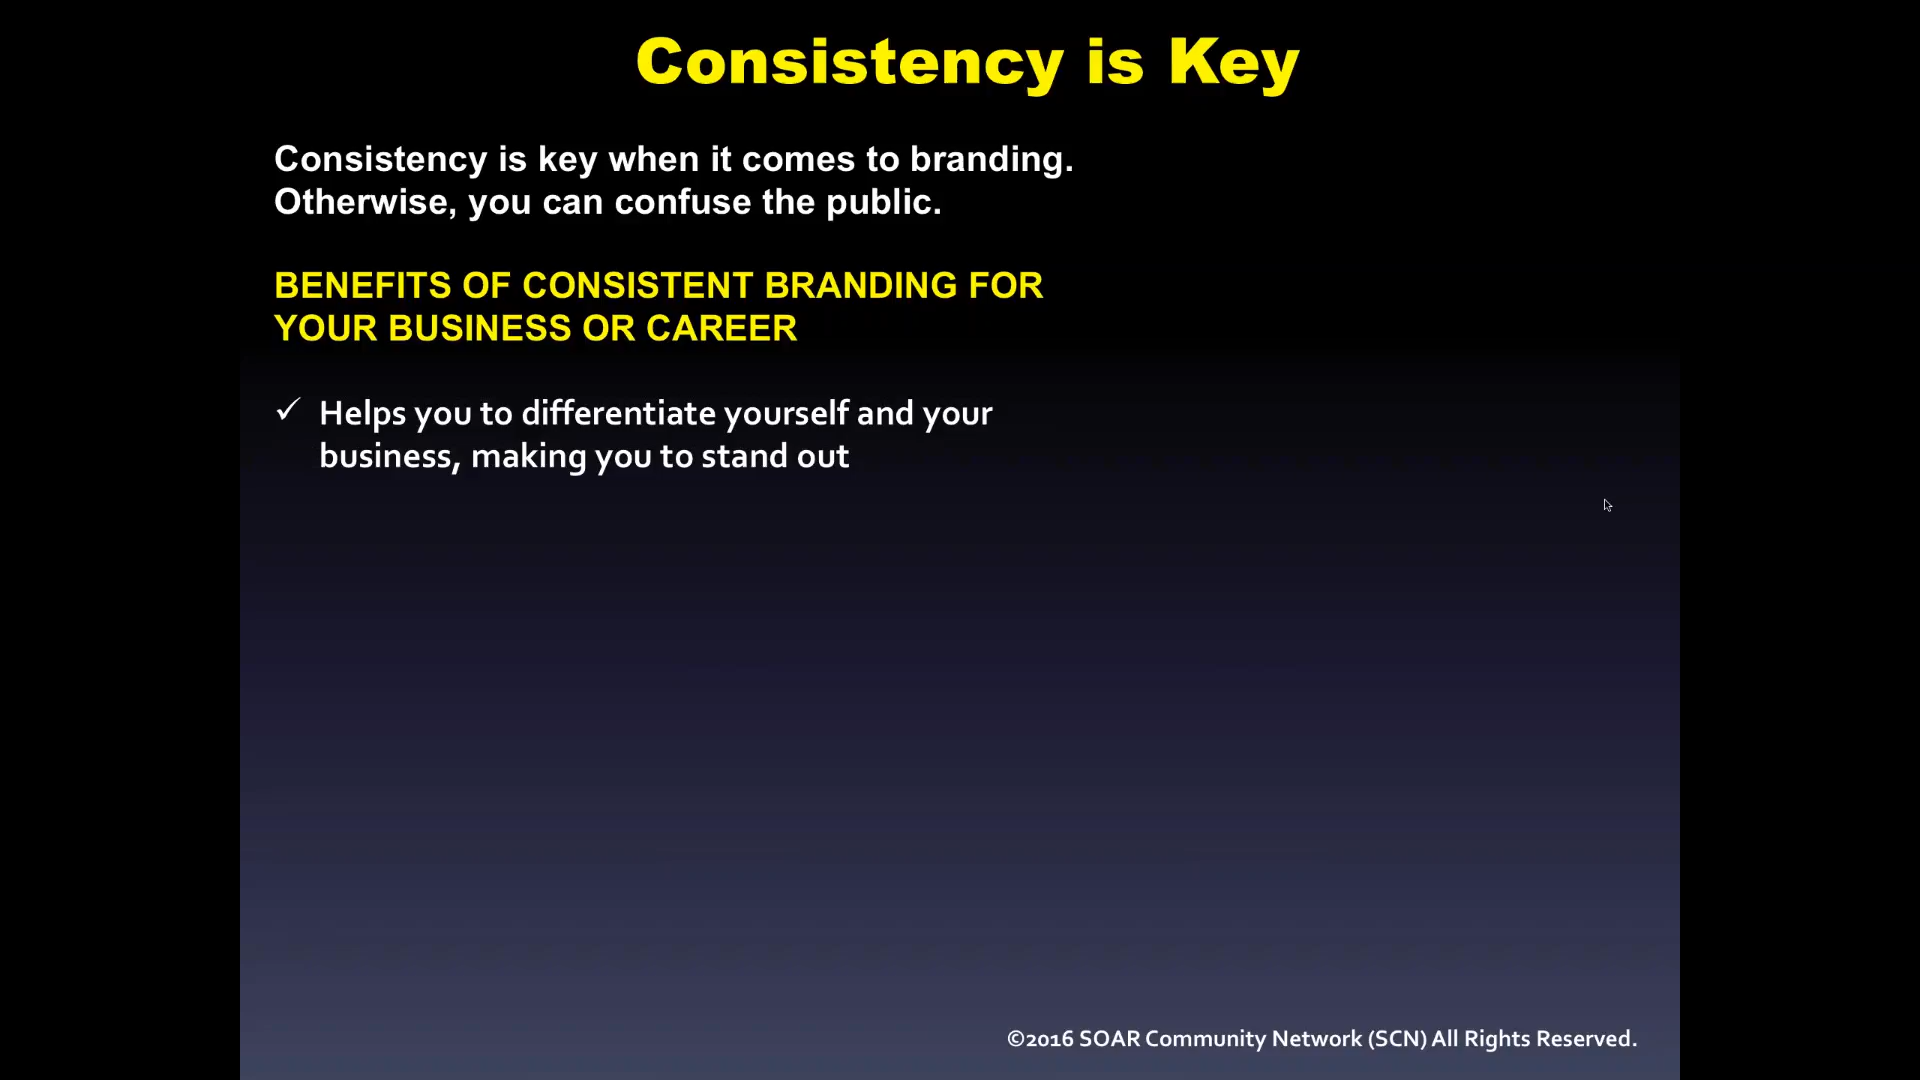 Consistency is Key
Consistency is key when it comes to branding.
Otherwise, you can confuse the public.
BENEFITS OF CONSISTENT BRANDING FOR
YOUR BUSINESS OR CAREER
✓ Helps you to differentiate yourself and your
business, making you to stand out
©2016 SOAR Community Network (SCN) All Rights Reserved.